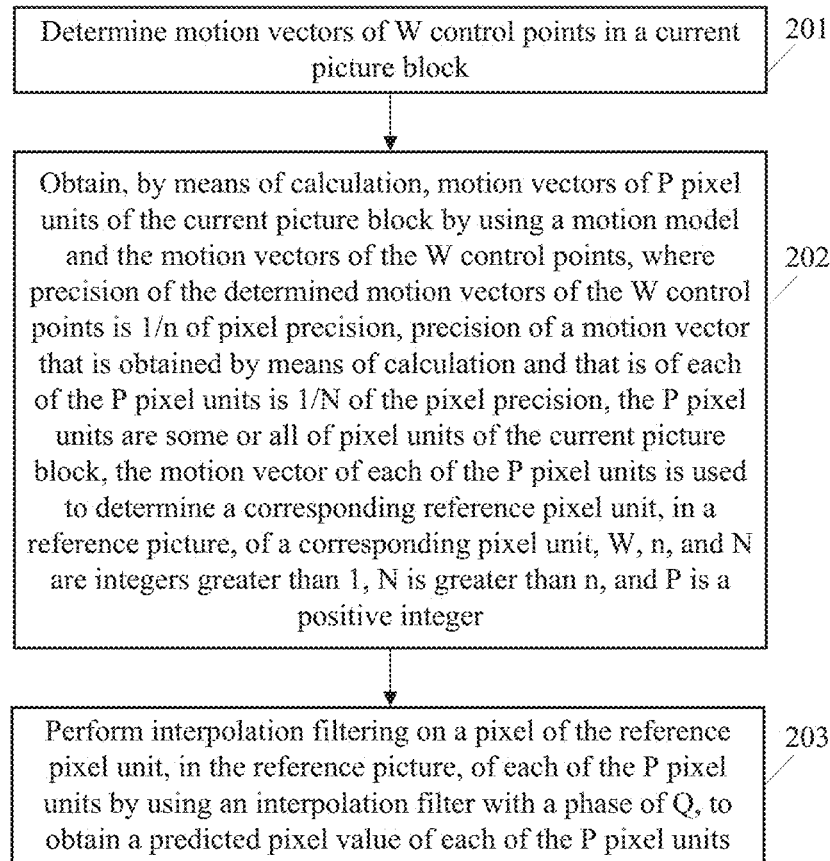 Determine motion vectors of W control points in a current
picture block
201
Obtain, by means of calculation, motion vectors of P pixel
units of the current picture block by using a motion model
and the motion vectors of the W control points, where
precision of the determined motion vectors of the W control
points is 1/n of pixel precision, precision of a motion vector
that is obtained by means of calculation and that is of each
of the P pixel units is 1/N of the pixel precision, the P pixel
units are some or all of pixel units of the current picture
block, the motion vector of each of the P pixel units is used
to determine a corresponding reference pixel unit, in a
reference picture, of a corresponding pixel unit, W, n, and N
are integers greater than 1, N is greater than n, and P is a
positive integer
202
Perform interpolation filtering on a pixel of the reference
pixel unit, in the reference picture, of each of the P pixel
units by using an interpolation filter with a phase of Q, to
obtain a predicted pixel value of each of the P pixel units
203